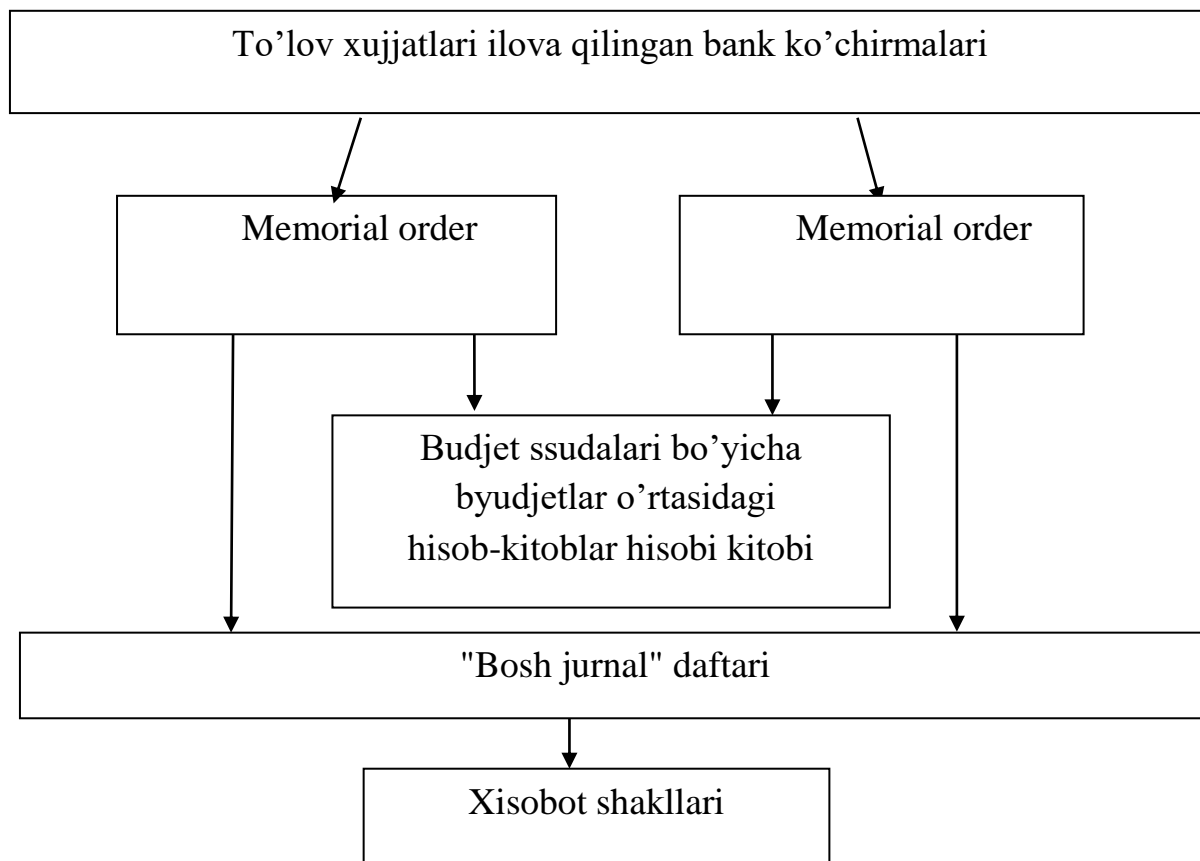 To’lov xujjatlari ilova qilingan bank ko’chirmalari
Memorial order
Memorial order
Budjet ssudalari bo’yicha
byudjetlar o’rtasidagi
hisob-kitoblar hisobi kitobi
"Bosh jurnal" daftari
Xisobot shakllari